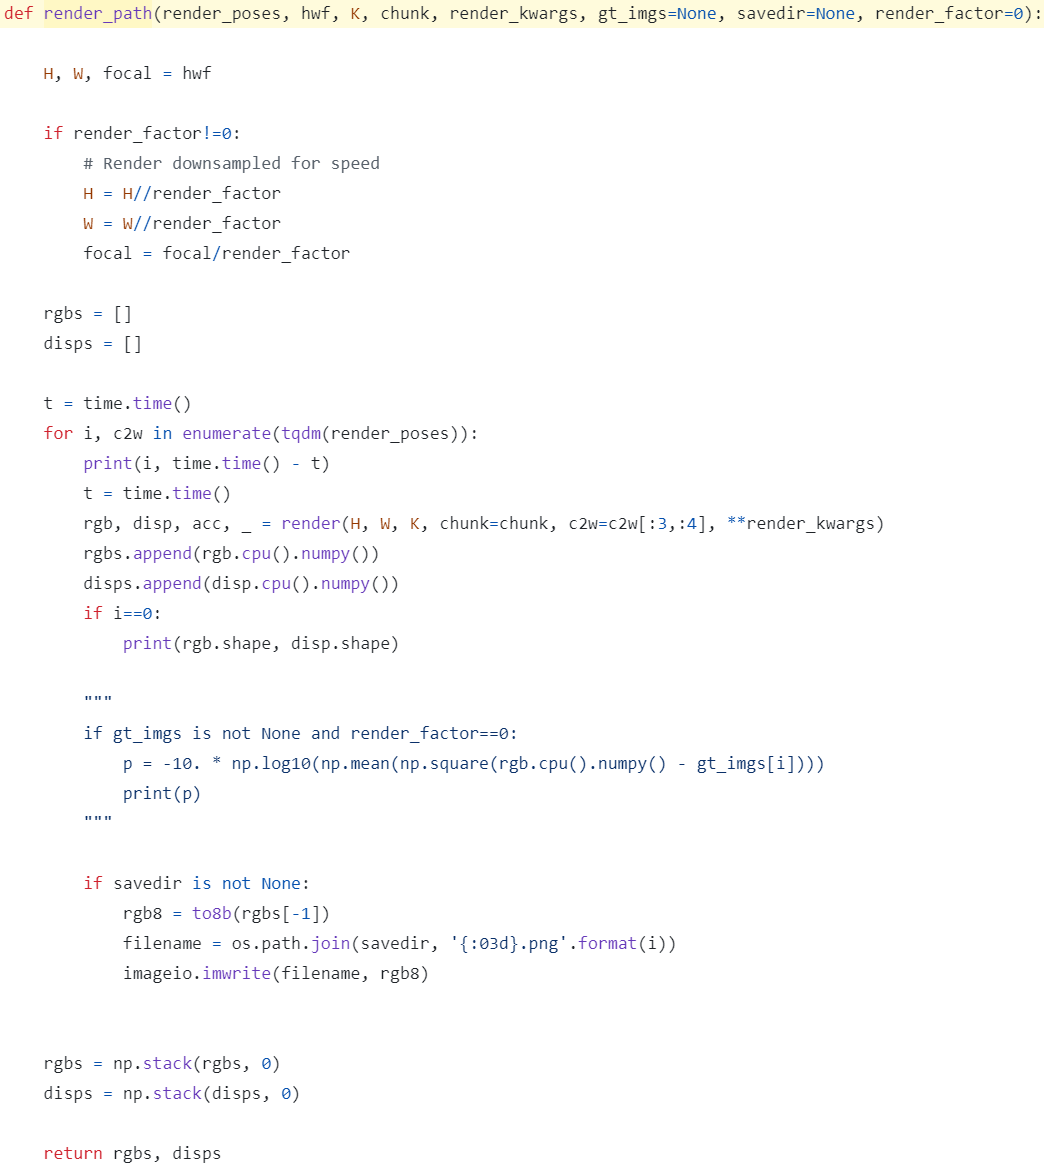 def render_path(render_poses, hwf, K, chunk, render_kwargs, gt_imgs=None, savedir=None, render_factor=0):

    H, W, focal = hwf

    if render_factor!=0:
        # Render downsampled for speed
        H = H//render_factor
        W = W//render_factor
        focal = focal/render_factor

    rgbs = []
    disps = []

    t = time.time()
    for i, c2w in enumerate(tqdm(render_poses)):
        print(i, time.time() - t)
        t = time.time()
        rgb, disp, acc, _ = render(H, W, K, chunk=chunk, c2w=c2w[:3,:4], **render_kwargs)
        rgbs.append(rgb.cpu().numpy())
        disps.append(disp.cpu().numpy())
        if i==0:
            print(rgb.shape, disp.shape)

        """
        if gt_imgs is not None and render_factor==0:
            p = -10. * np.log10(np.mean(np.square(rgb.cpu().numpy() - gt_imgs[i])))
            print(p)
        """

        if savedir is not None:
            rgb8 = to8b(rgbs[-1])
            filename = os.path.join(savedir, '{:03d}.png'.format(i))
            imageio.imwrite(filename, rgb8)


    rgbs = np.stack(rgbs, 0)
    disps = np.stack(disps, 0)

    return rgbs, disps